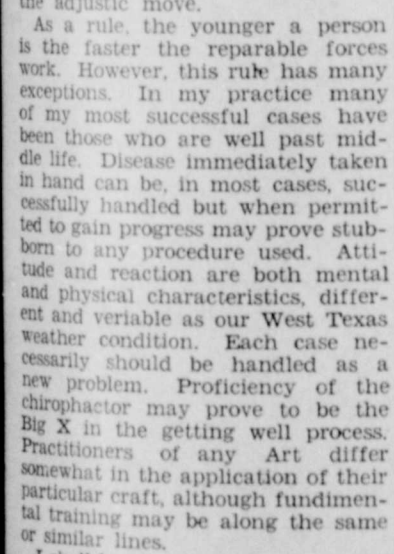 the adjustic move.
As a rule, the younger a person
is the faster the reparable forces
work. However, this rule has many
exceptions. In my practice many
of my most successful cases have
been those who are well past mid-
dle life. Disease immediately taken
in hand can be, in most cases, suc-
cessfully handled but when permit-
ted to gain progress may prove stub-
born to any procedure used. Atti-
tude and reaction are both mental
and physical characteristics, differ-
ent and veriable as our West Texas
weather condition. Each case ne-
cessarily should be handled as a
new problem. Proficiency of the
chirophactor may prove to be the
Big X in the getting well process.
Practitioners of any Art differ
somewhat in the application of their
particular craft, although fundimen-
tal training may be along the same
or similar lines.